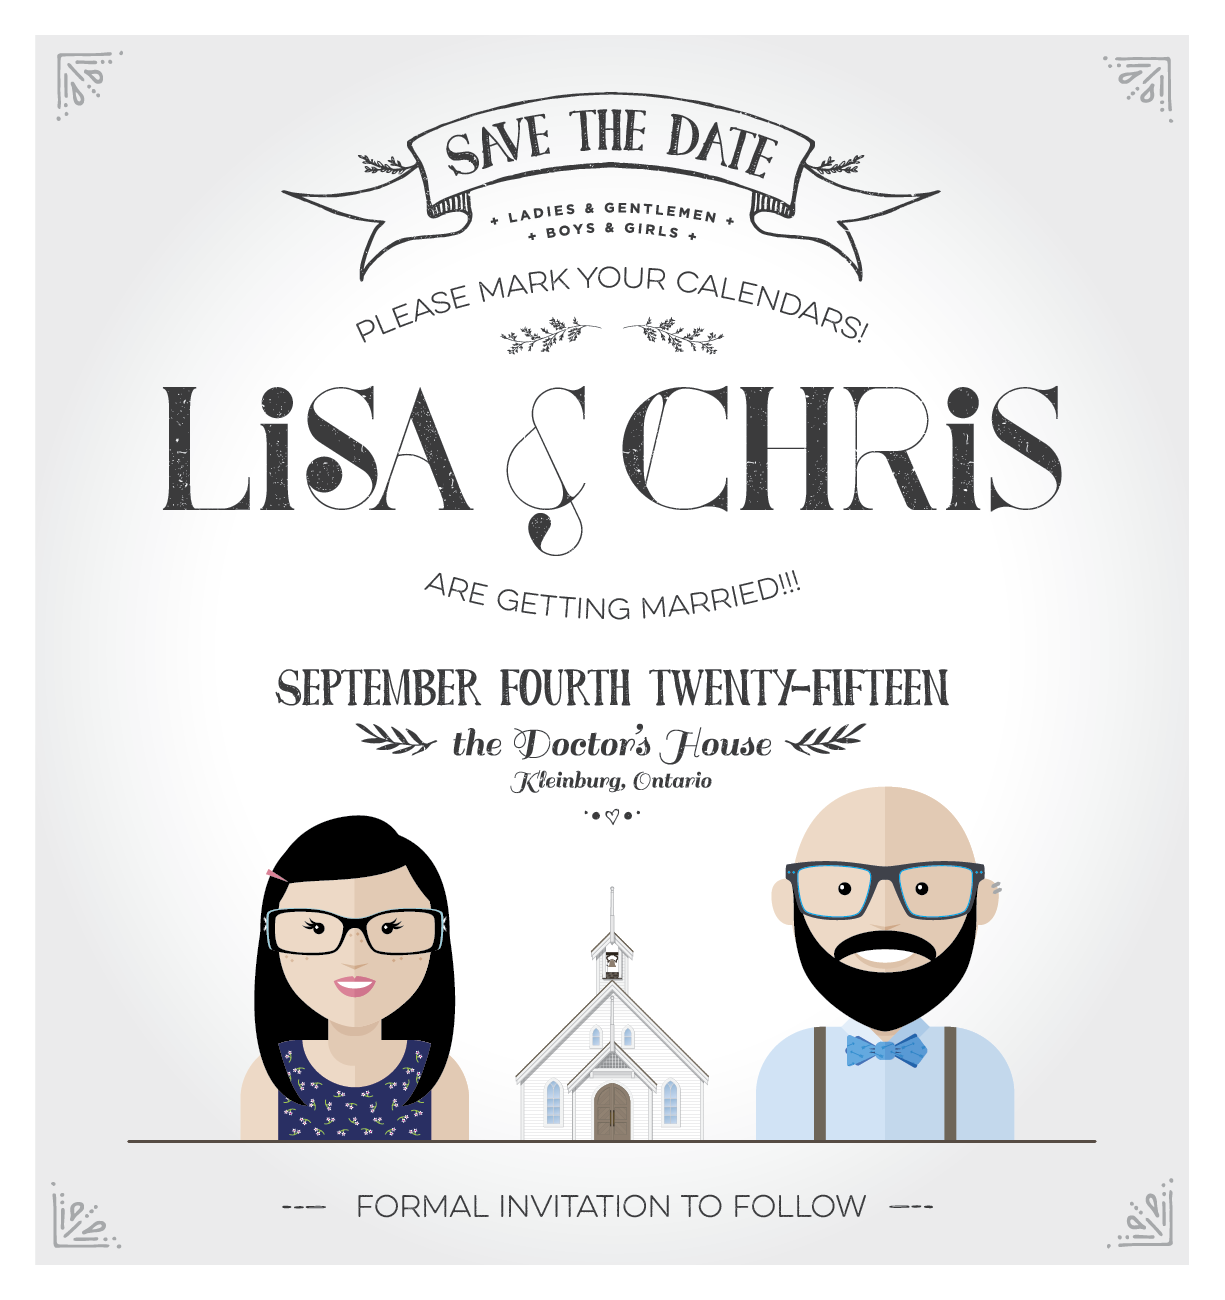 SAVE THE DATE
+ LADIES & GENTLEMEN +
+ BOYS & GIRLS +
PLEASE MARK YOUR CALENDARS!
LiSA & CHRiS
ARE GETTING MARRIED!!!
SEPTEMBER FOURTH TWENTY-FIFTEEN
the Doctor's House
Kleinburg, Ontario
FORMAL INVITATION TO FOLLOW